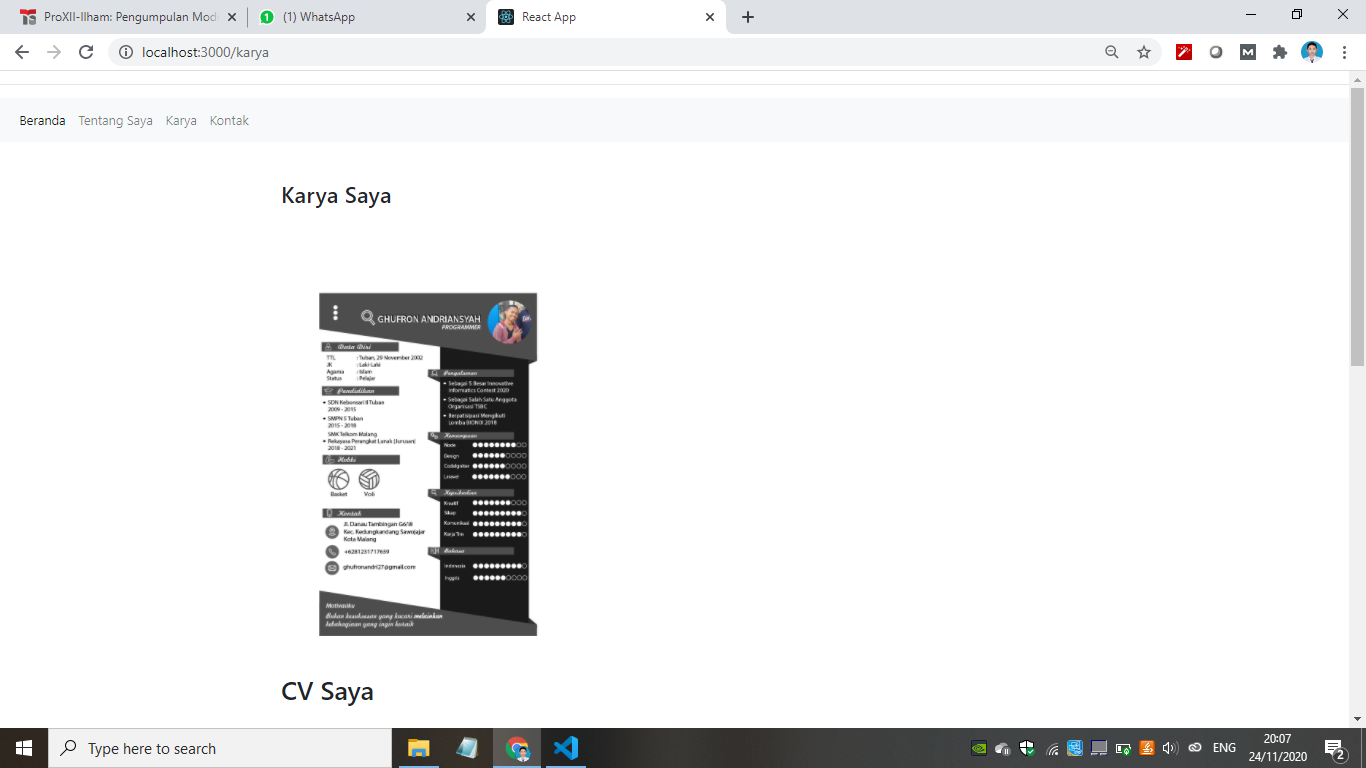 ProXII-Ilham: Pengumpulan Mod
(1) WhatsApp
React App
localhost:3000/karya
Beranda Tentang Saya Karya Kontak
Karya Saya
GHUFRON ANDRIANSYAH
PROGRAMMER
Data Diri
TTL : Tuban, 29 November 2002
JK : Laki-Laki
Agama : Islam
Status : Pelajar
Pendidikan
SDN Kebonsari II Tuban
2009 - 2015
SMPN 5 Tuban
2015 - 2018
SMK Telkom Malang
Rekayasa Perangkat Lunak (Jurusan)
2018 - 2021
Hobbi
Basket Voli
Kontak
Jl. Danau Tambingan
Kec. Kedungkandang Sawojajar
Kota Malang
+6281231717659
ghufronandri27@gmail.com
Pengalaman
Sebagai 5 Besar Innovative
Informatics Contest 2020
Sebagai Salah Satu Anggota
Organisasi TSBC
Berpatisipasi Mengikuti
Lomba BIONIX 2018
Kemampuan
Node
Design
CodeIgniter
Laravel
Kepribadian
Kreatif
Sikap
Komunikasi
Kerja Tim
Bahasa
Indonesia
Inggris
Motivasiku
Bukan kesuksesan yang kucari melainkan
kebahagiaan yang ingin kuraih
CV Saya
Type here to search
ENG
20:07
24/11/2020
2